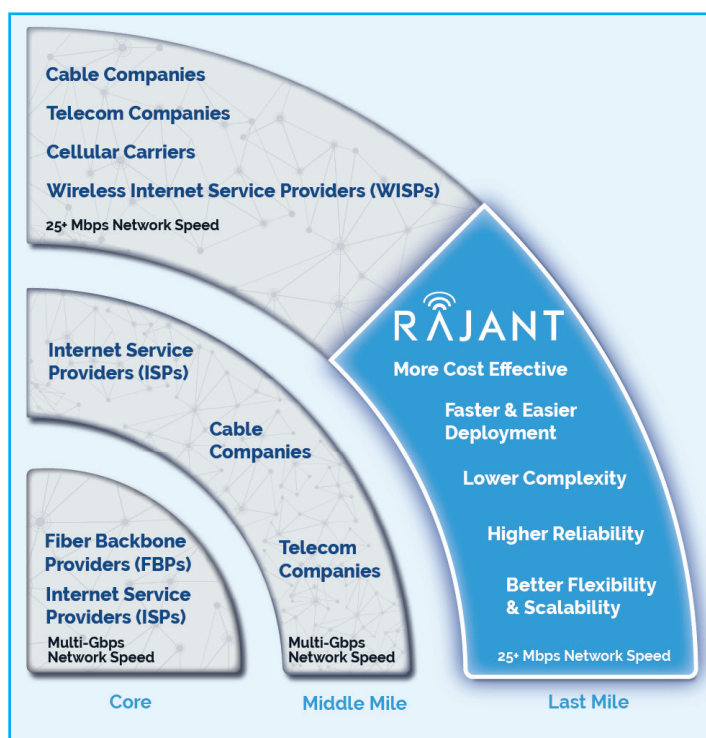 Cable Companies
Telecom Companies
Cellular Carriers
Wireless Internet Service Providers (WISPs)
25+ Mbps Network Speed
RAJANT
More Cost Effective
Faster & Easier
Deployment
Lower Complexity
Higher Reliability
Better Flexibility
& Scalability
25+ Mbps Network Speed
Internet Service
Providers (ISPs)
Cable
Companies
Telecom
Companies
Multi-Gbps
Network Speed
Fiber Backbone
Providers (FBPs)
Internet Service
Providers (ISPs)
Multi-Gbps
Network Speed
Core
Middle Mile
Last Mile